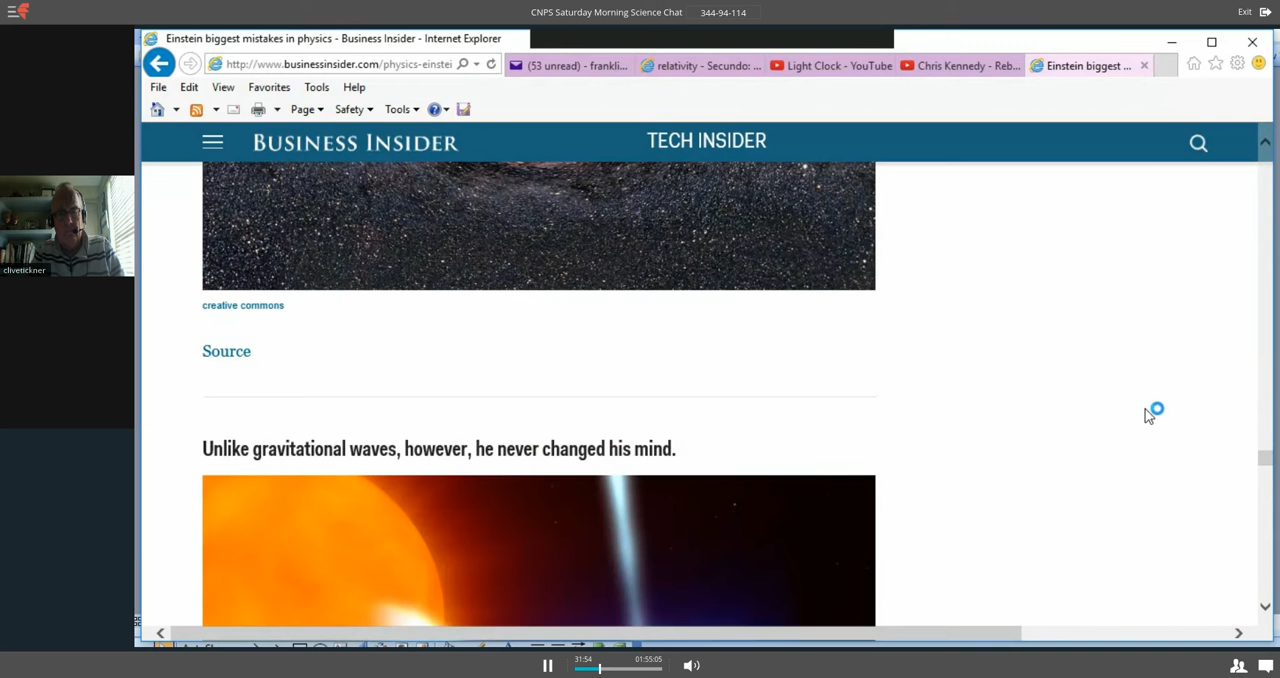 CNPS Saturday Morning Science Chat 344-94-114 Exit
Einstein biggest mistakes in physics - Business Insider - Internet Explorer
http://www.businessinsider.com/physics-einstei
(53 unread) - frankli...
relativity - Secundo: ...
Light Clock - YouTube
Chris Kennedy - Reb...
Einstein biggest ...
File Edit View Favorites Tools Help
Page Safety Tools
BUSINESS INSIDER
TECH INSIDER
clivetickner
creative commons
Source
Unlike gravitational waves, however, he never changed his mind.
31:54 01:55:05